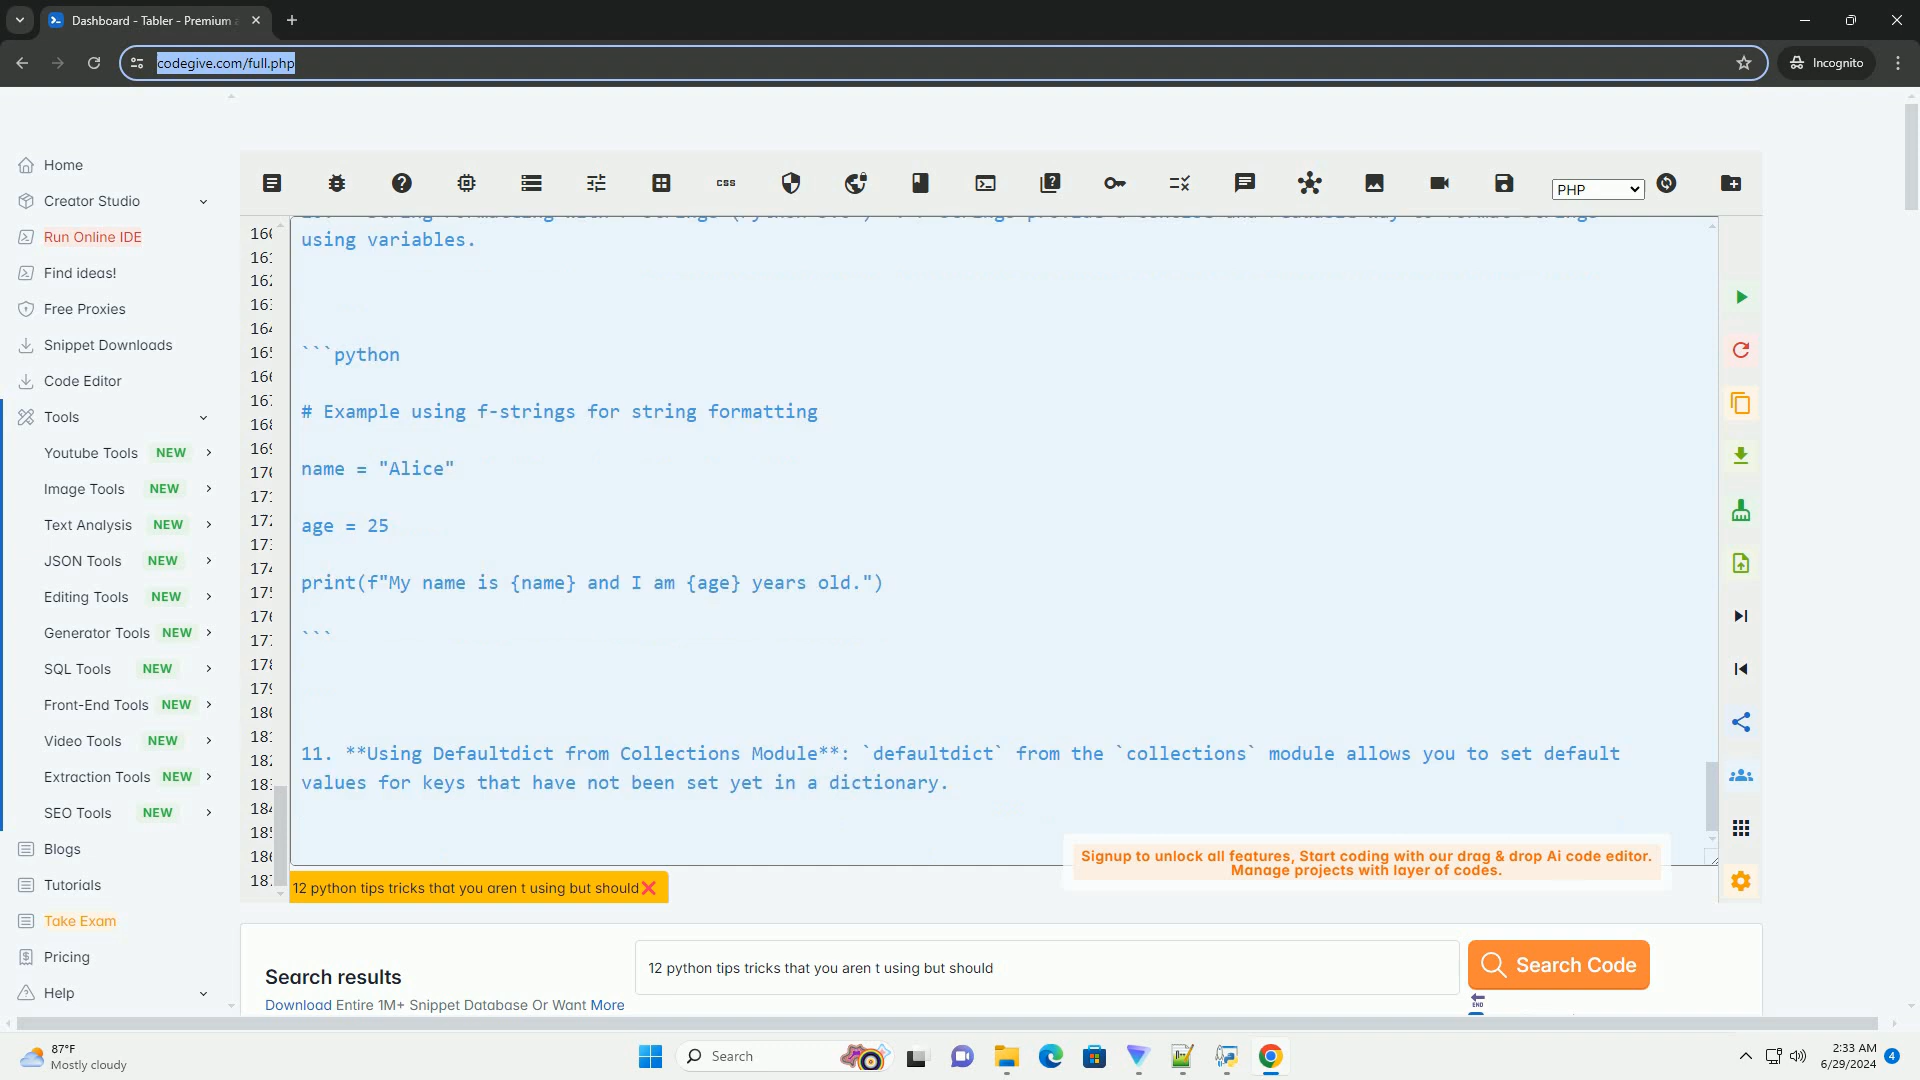 Dashboard - Tabler - Premium
codegive.com/full.php
Incognito
Home
Creator Studio
Run Online IDE
Find ideas!
Free Proxies
Snippet Downloads
Code Editor
Tools
Youtube Tools NEW
Image Tools NEW
Text Analysis NEW
JSON Tools NEW
Editing Tools NEW
Generator Tools NEW
SQL Tools NEW
Front-End Tools NEW
Video Tools NEW
Extraction Tools NEW
SEO Tools NEW
Blogs
Tutorials
Take Exam
Pricing
Help
css
PHP
using variables.
```python
# Example using f-strings for string formatting
name = "Alice"
age = 25
print(f"My name is {name} and I am {age} years old.")
```
11. **Using Defaultdict from Collections Module**: `defaultdict` from the `collections` module allows you to set default
values for keys that have not been set yet in a dictionary.
Signup to unlock all features, Start coding with our drag & drop Ai code editor.
Manage projects with layer of codes.
12 python tips tricks that you aren t using but should
Search results
Download Entire 1M+ Snippet Database Or Want More
12 python tips tricks that you aren t using but should
Search Code
END
87°F
Mostly cloudy
Search
2:33 AM
6/29/2024
4